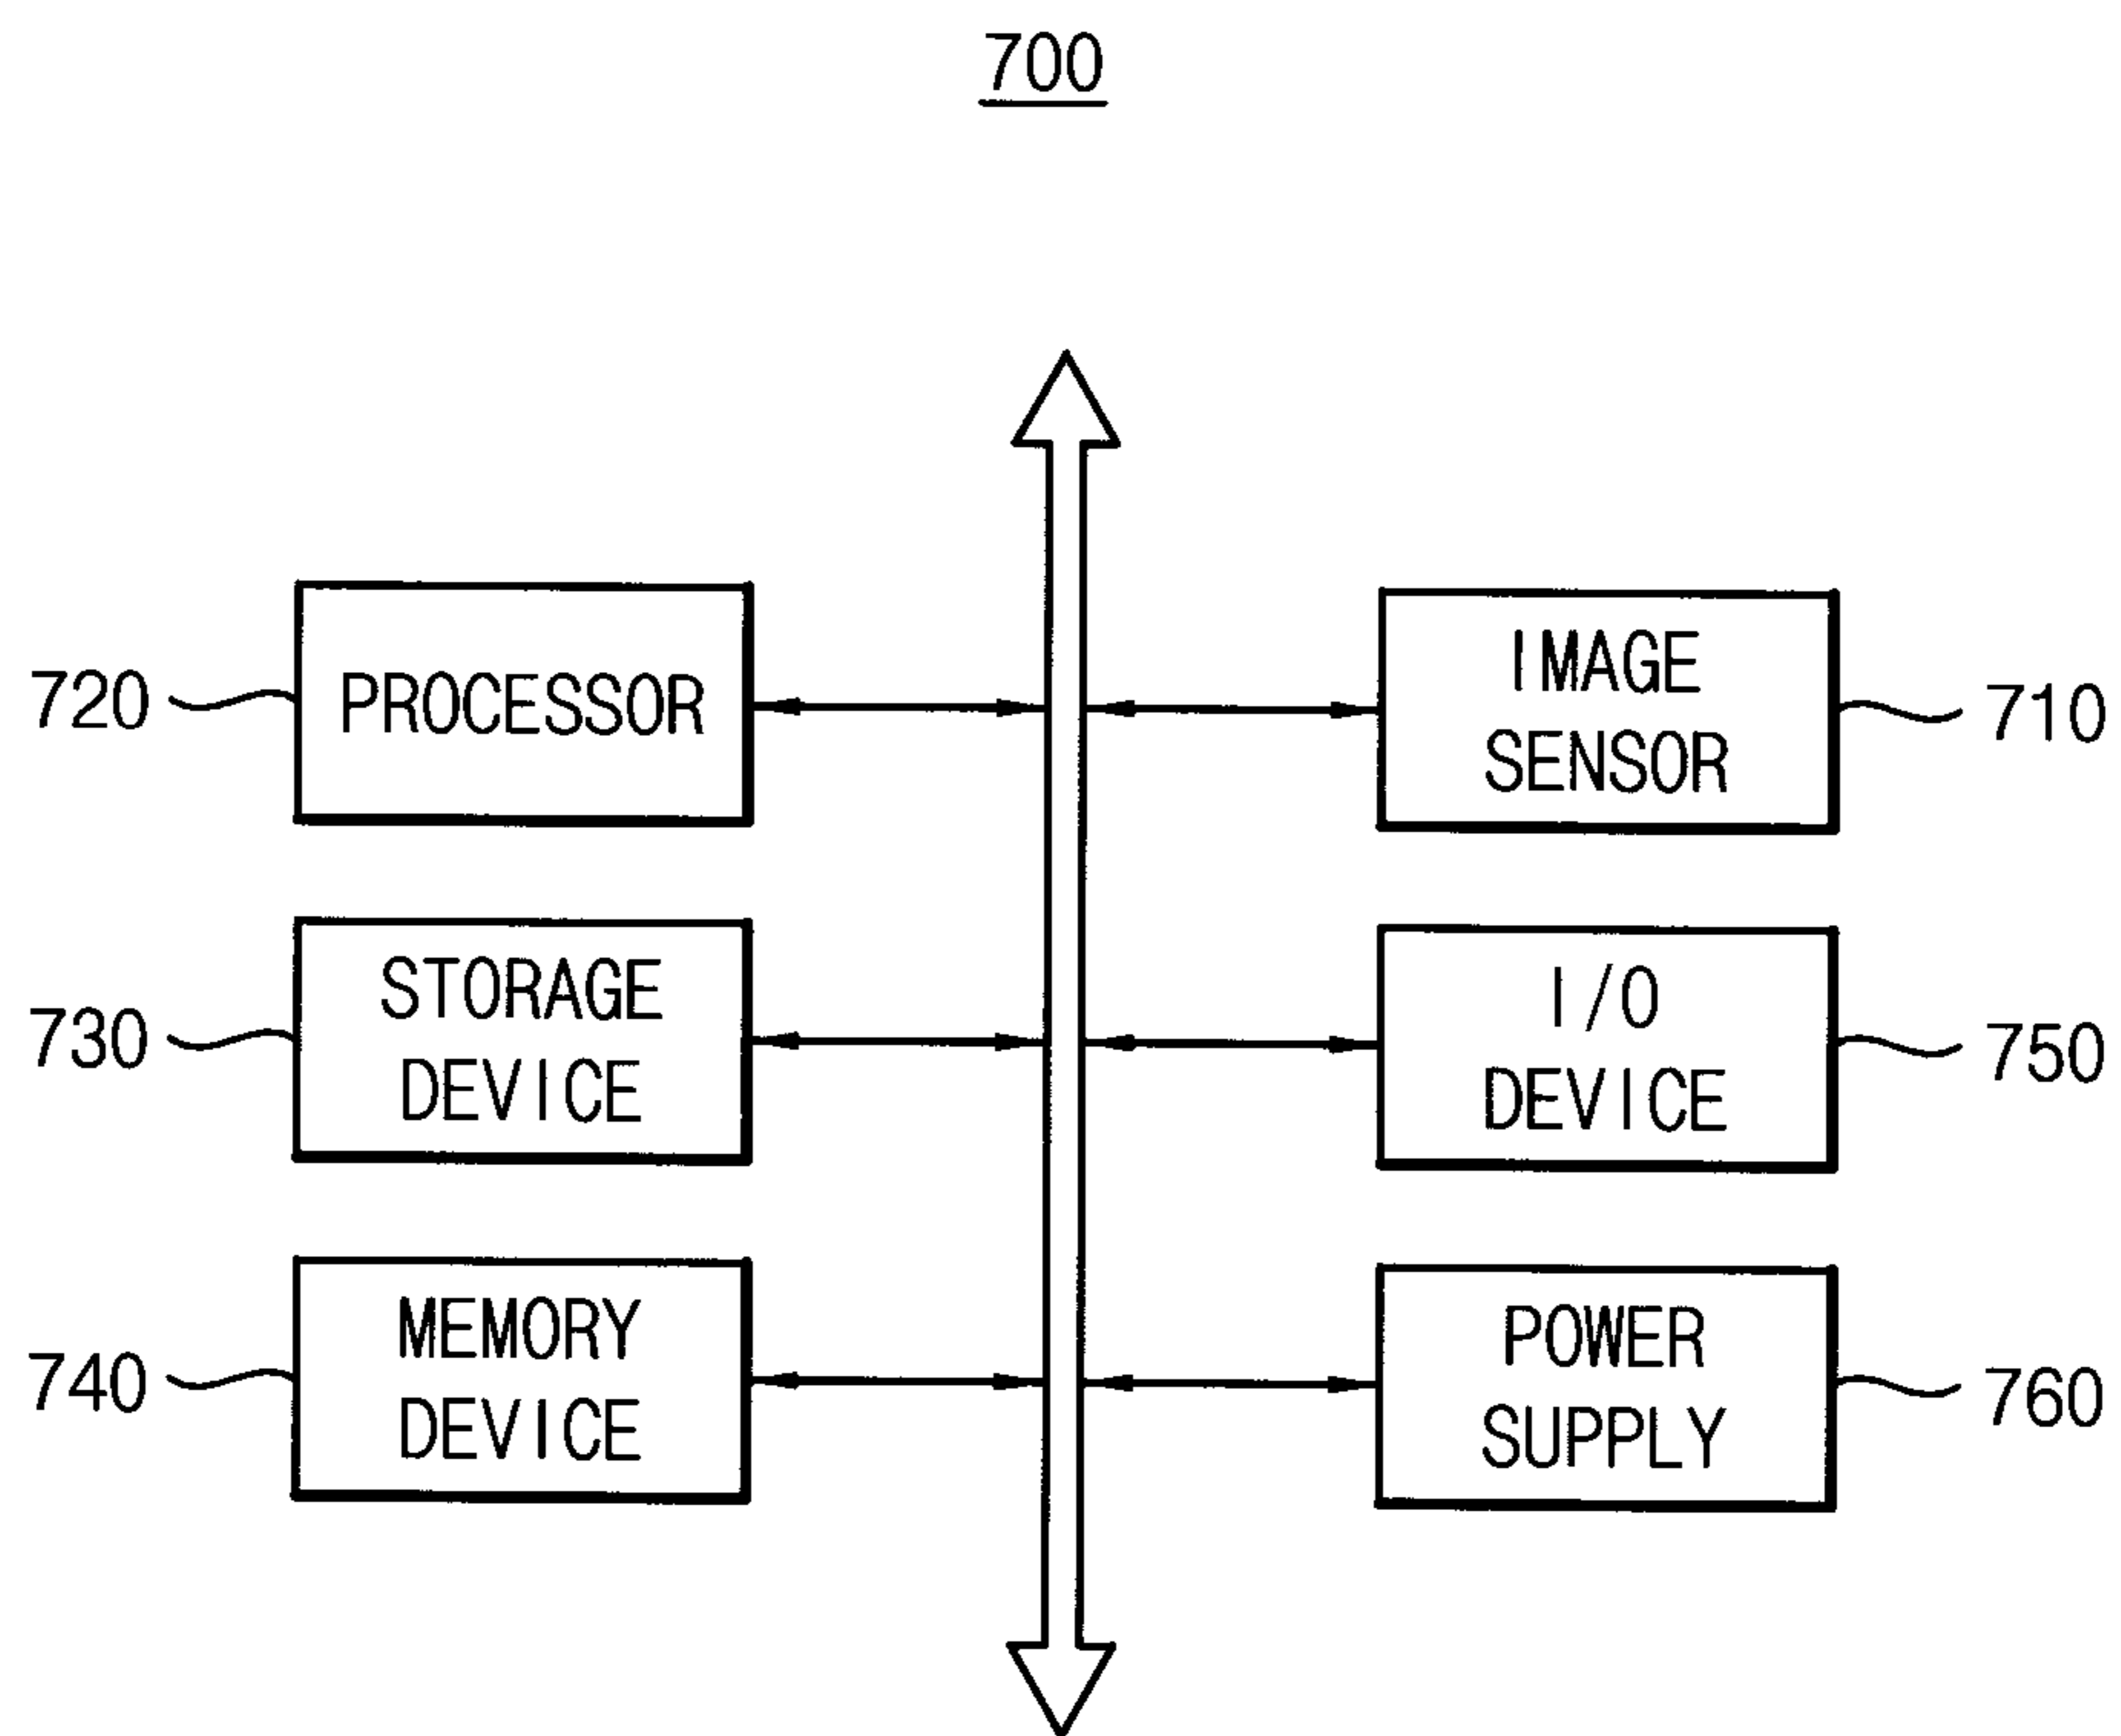 700
720
PROCESSOR
IMAGE
SENSOR
710
730
STORAGE
DEVICE
I/O
DEVICE
750
740
MEMORY
DEVICE
POWER
SUPPLY
760